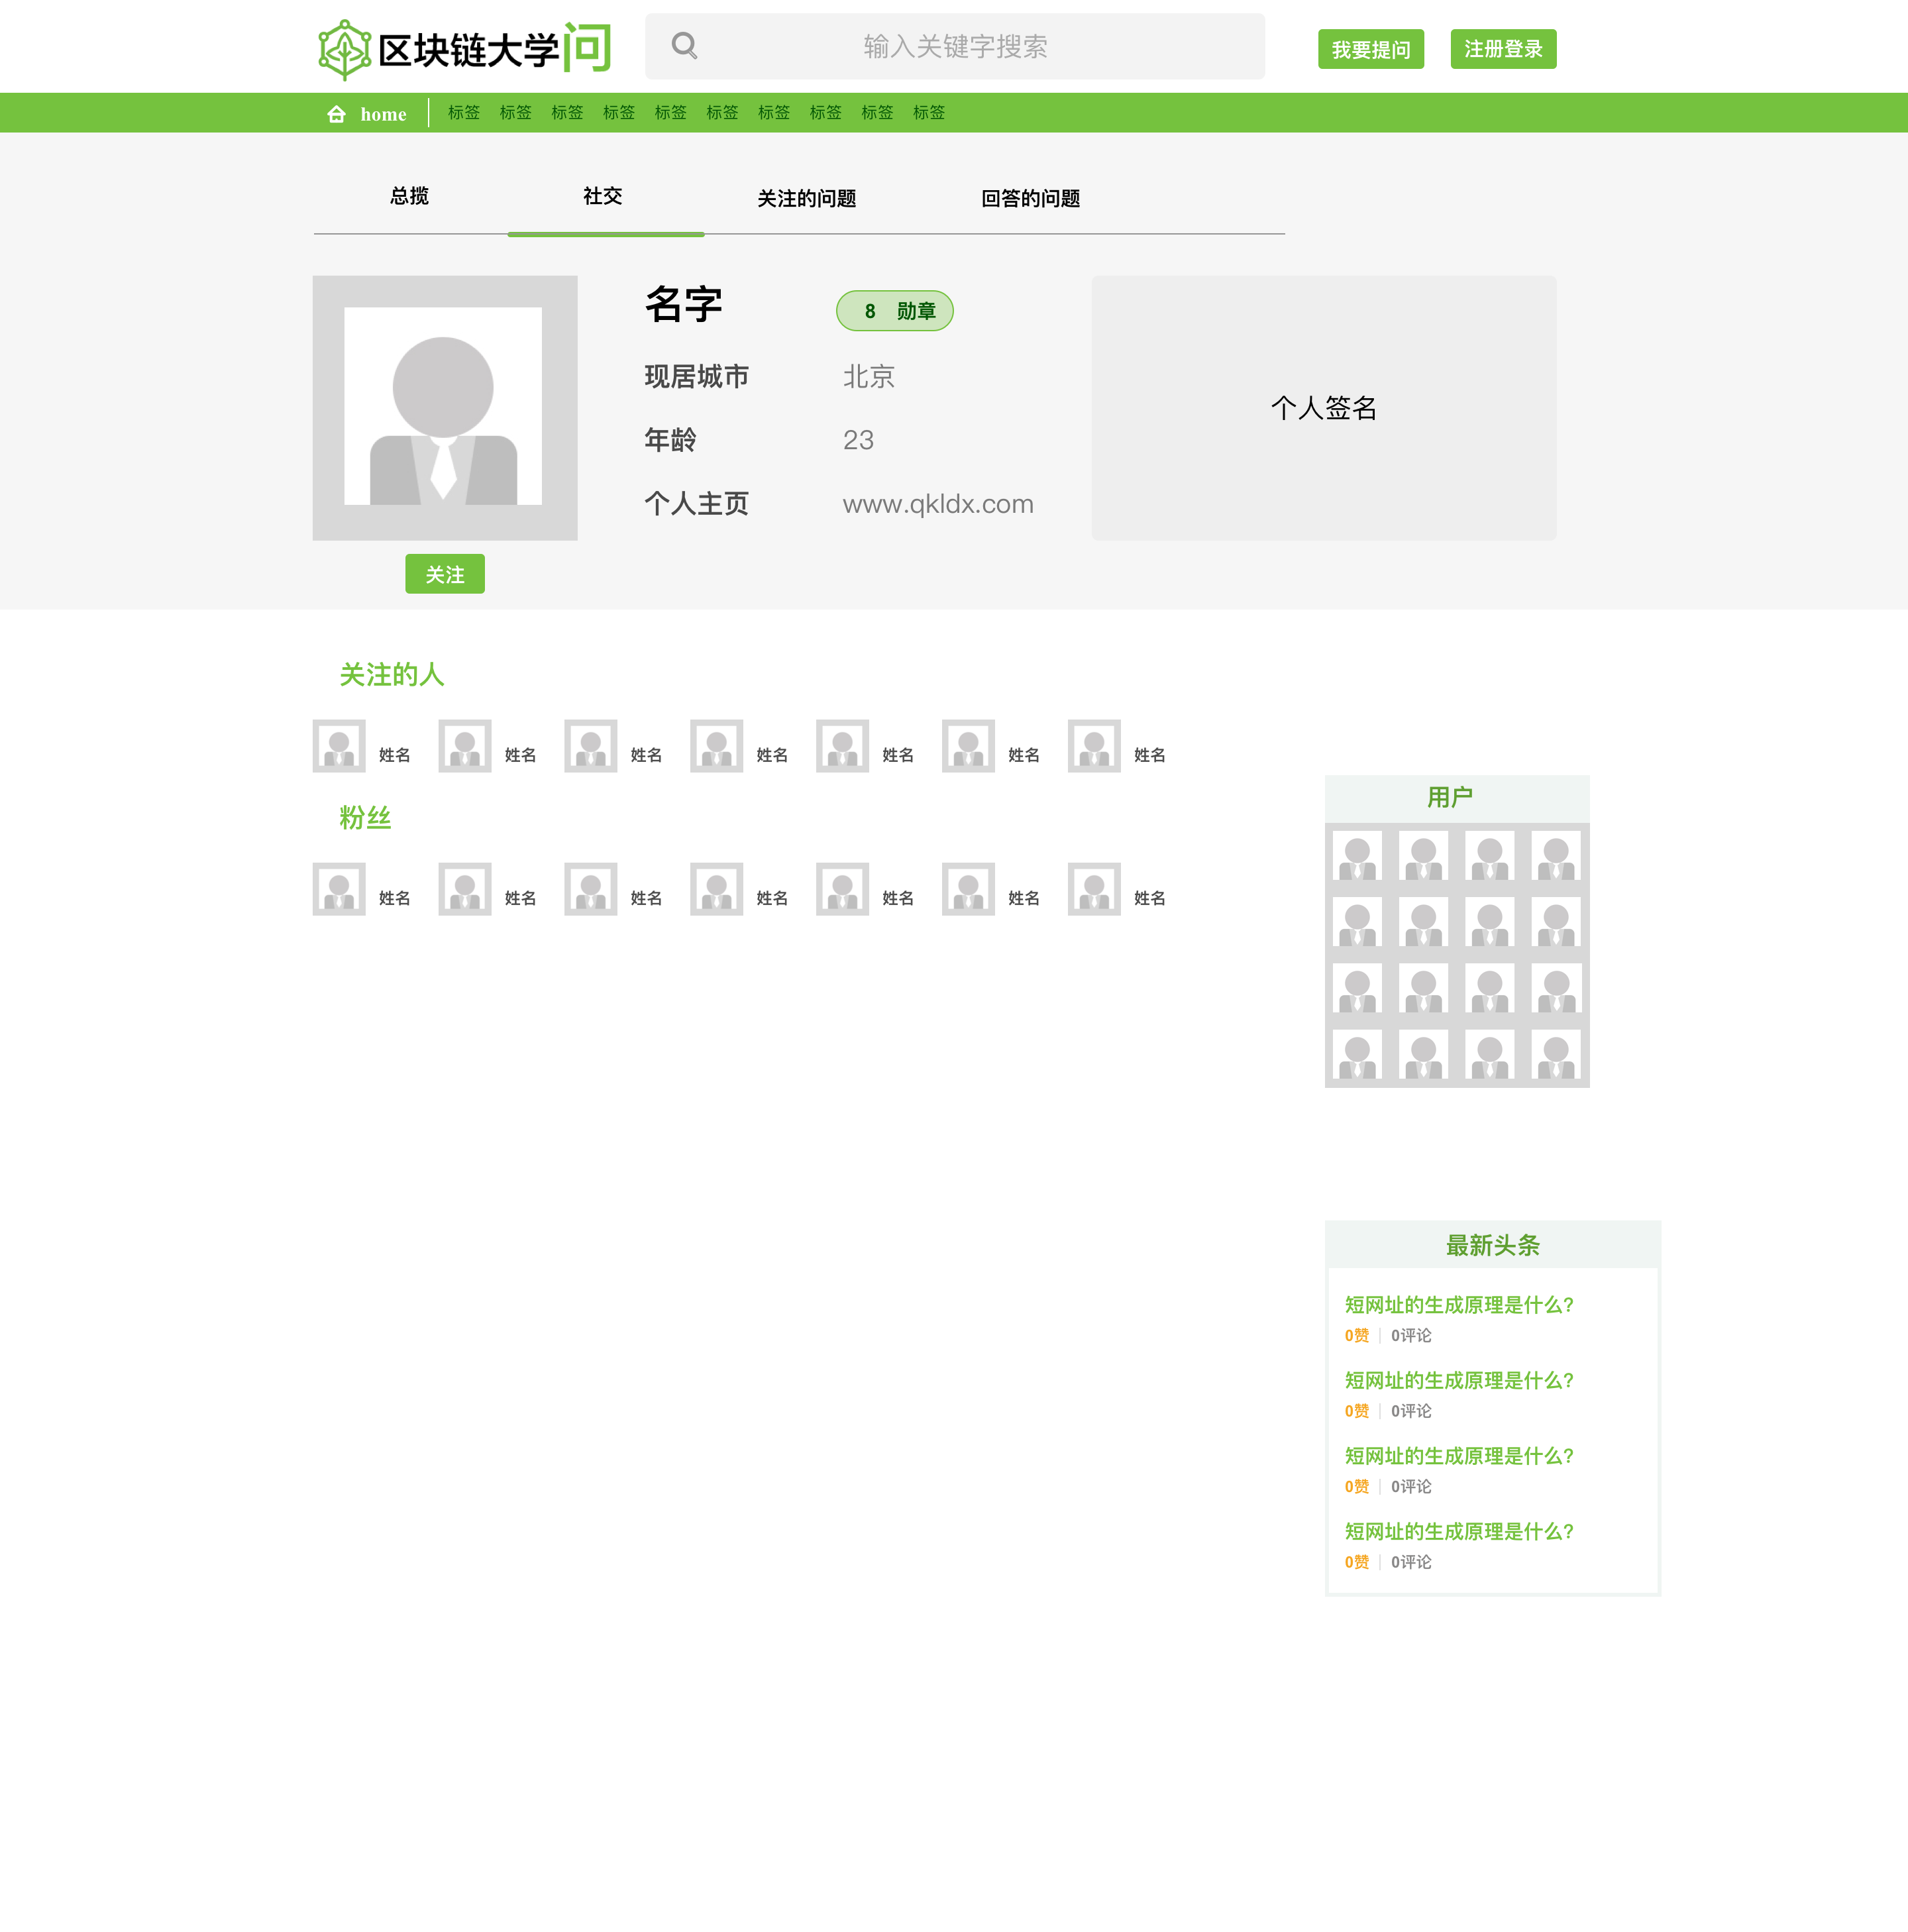 区块链大学问
输入关键字搜索
我要提问
注册登录
home
标签 标签 标签 标签 标签 标签 标签 标签 标签 标签
总揽
社交
关注的问题
回答的问题
名字
8 勋章
现居城市 北京
年龄 23
个人主页 www.qkldx.com
个人签名
关注
关注的人
姓名 姓名 姓名 姓名 姓名 姓名 姓名
粉丝
姓名 姓名 姓名 姓名 姓名 姓名 姓名
用户
最新头条
短网址的生成原理是什么?
0赞 | 0评论
短网址的生成原理是什么?
0赞 | 0评论
短网址的生成原理是什么?
0赞 | 0评论
短网址的生成原理是什么?
0赞 | 0评论